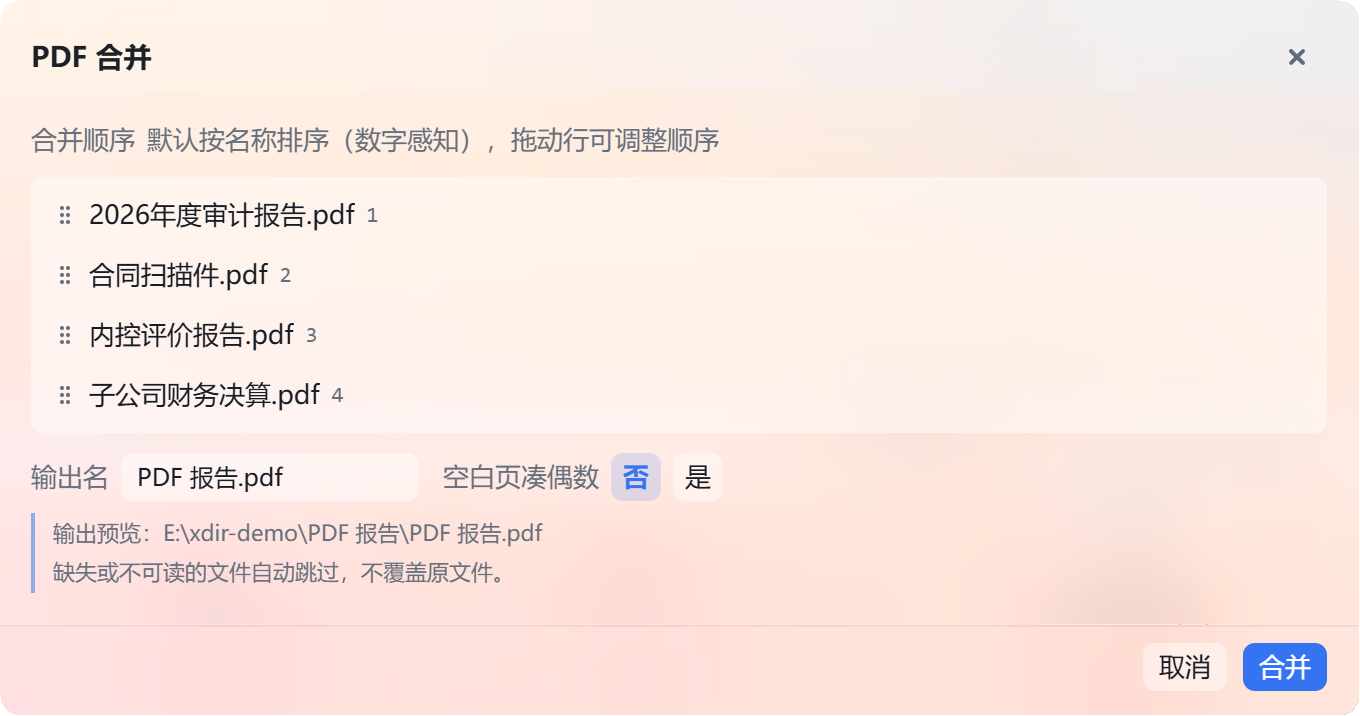 PDF 合并
合并顺序 默认按名称排序（数字感知），拖动行可调整顺序
2026年度审计报告.pdf 1
合同扫描件.pdf 2
内控评价报告.pdf 3
子公司财务决算.pdf 4
输出名 PDF 报告.pdf 空白页凑偶数 否 是
输出预览：E:\xdir-demo\PDF 报告\PDF 报告.pdf
缺失或不可读的文件自动跳过，不覆盖原文件。
取消 合并